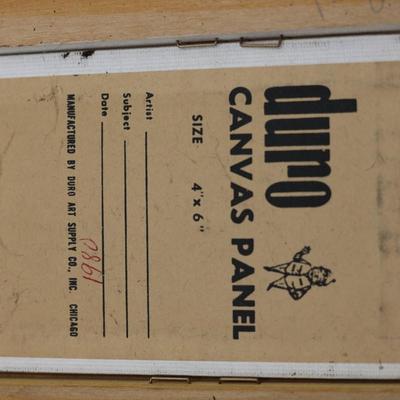 duro
CANVAS PANEL
SIZE 4" x 6"
Artist
Subject
Date 1980
MANUFACTURED BY DURO ART SUPPLY CO., INC. CHICAGO